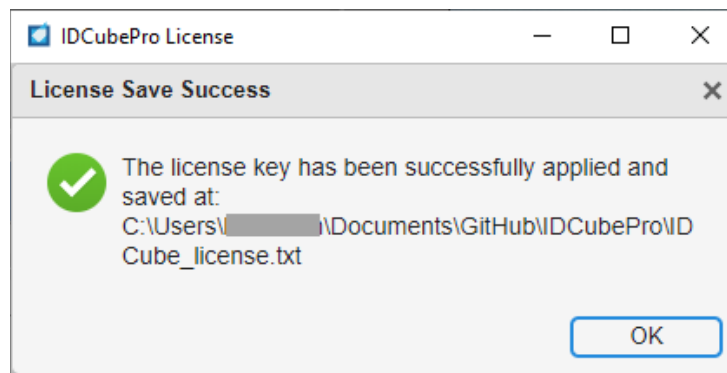 IDCubePro License
License Save Success
The license key has been successfully applied and
saved at:
C:\Users\\Documents\GitHub\IDCubePro\ID
Cube_license.txt
OK